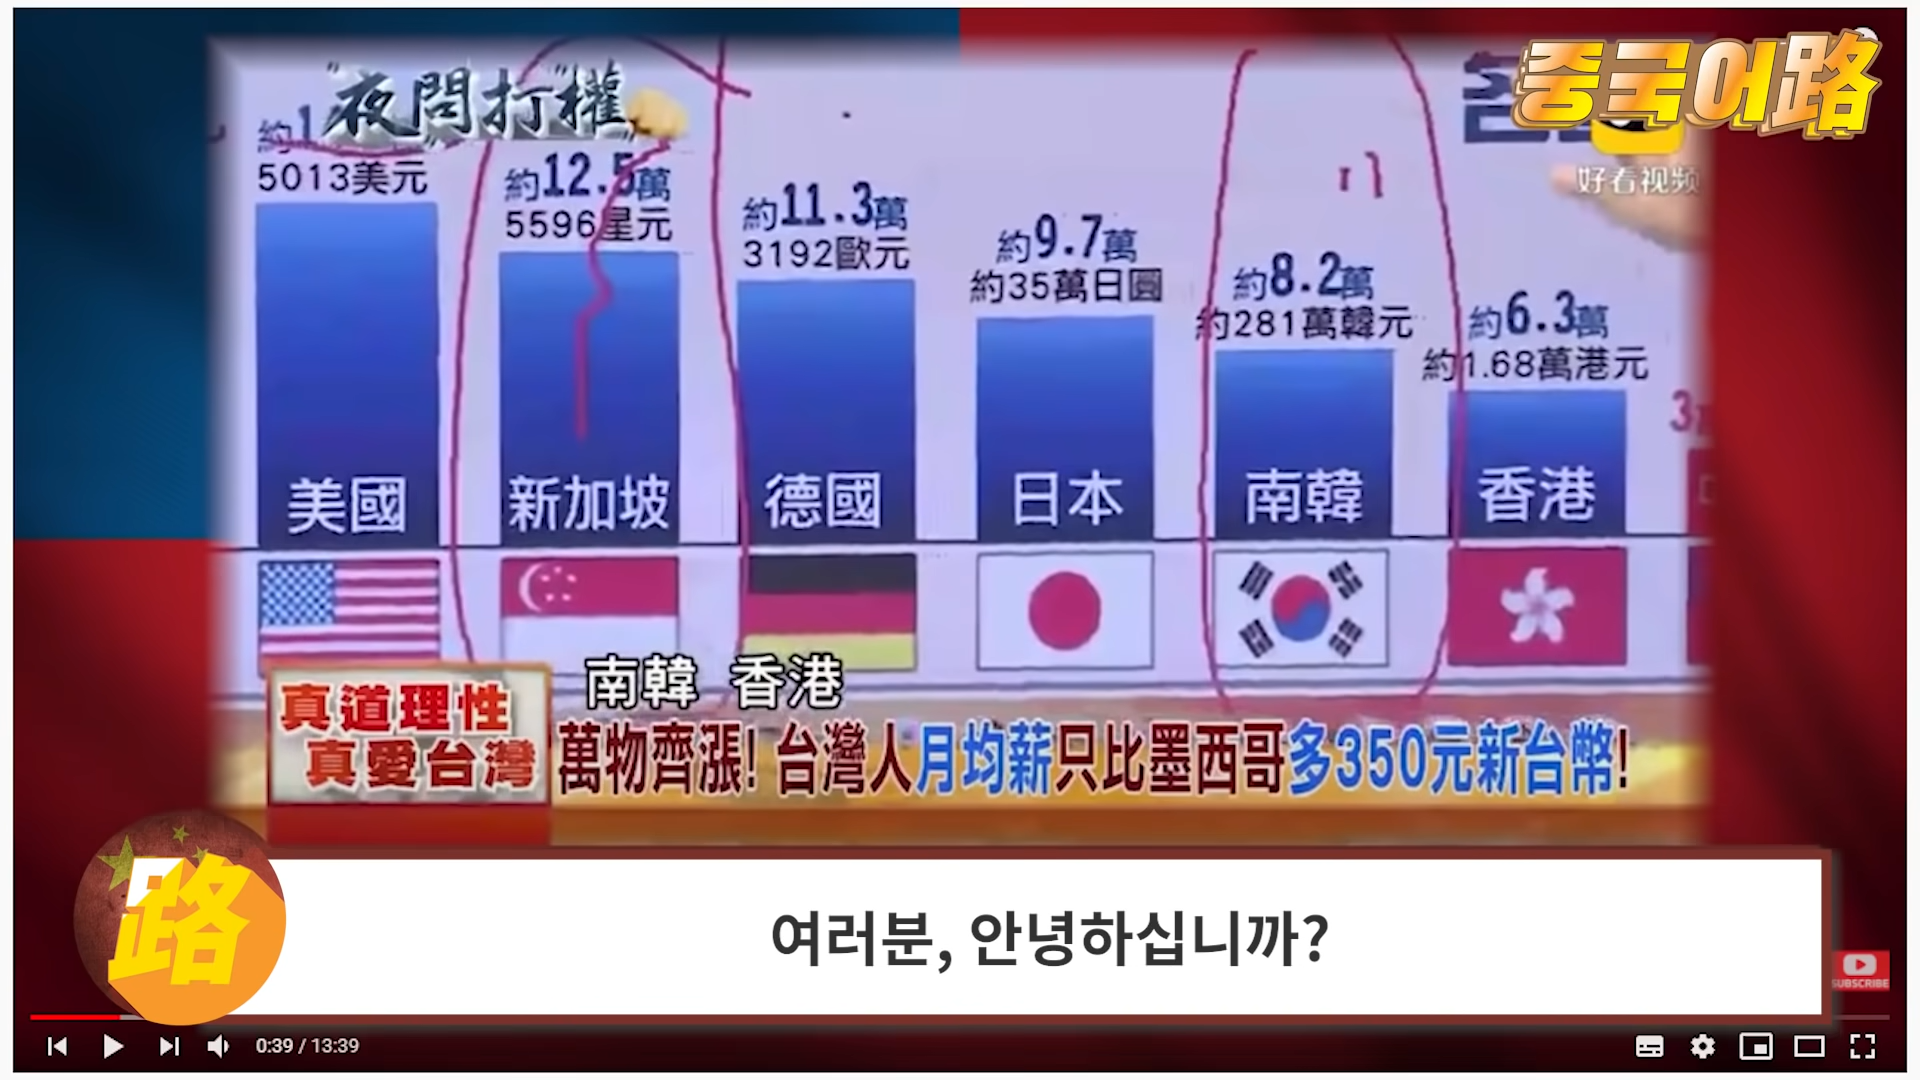 中국어路
"夜問打權"
好看视频
約1
5013美元
約12.5萬
5596星元
約11.3萬
3192歐元
約9.7萬
約35萬日圓
約8.2萬
約281萬韓元
約6.3萬
約1.68萬港元
美國
新加坡
德國
日本
南韓
香港
真道理性
真愛台灣
南韓 香港
萬物齊漲! 台灣人月均薪只比墨西哥多350元新台幣!
路
여러분, 안녕하십니까?
SUBSCRIBE
0:39 / 13:39